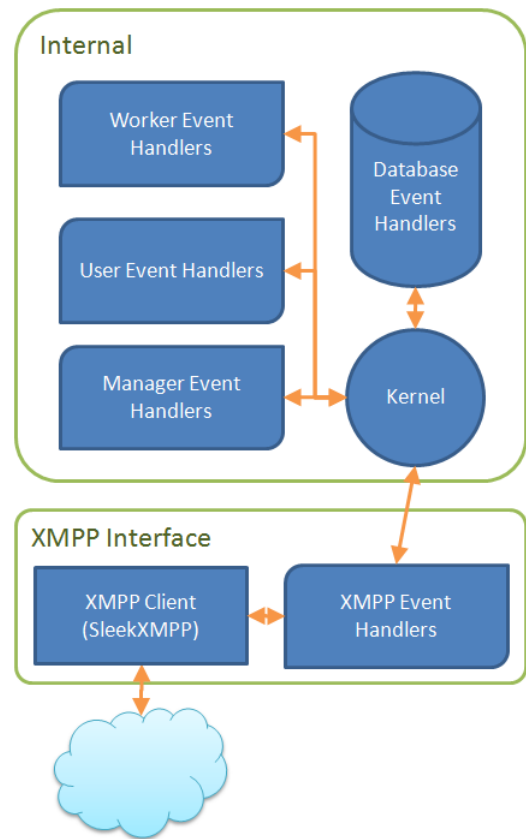 Internal
Worker Event
Handlers
Database
Event
Handlers
User Event Handlers
Manager Event
Handlers
Kernel
XMPP Interface
XMPP Client
(SleekXMPP)
XMPP Event
Handlers